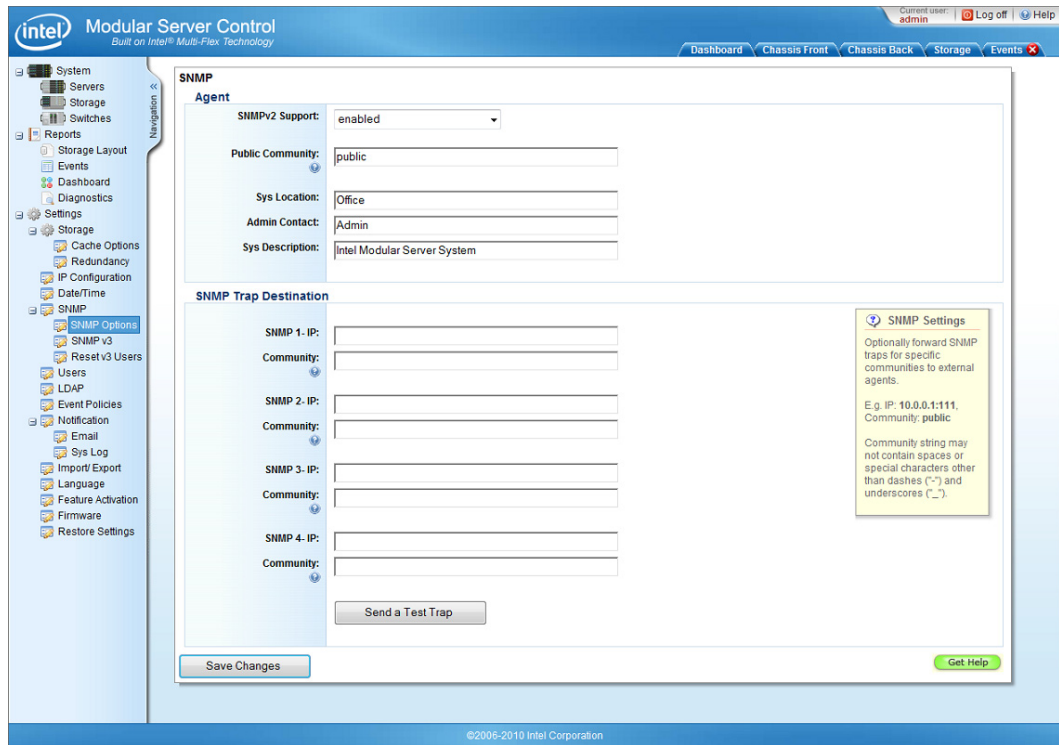 intel
Modular Server Control
Built on Intel® Multi-Flex Technology
Current user:
admin
Log off
Help
Dashboard
Chassis Front
Chassis Back
Storage
Events
Navigation
System
Servers
Storage
Switches
Reports
Storage Layout
Events
Dashboard
Diagnostics
Settings
Storage
Cache Options
Redundancy
IP Configuration
Date/Time
SNMP
SNMP Options
SNMP v3
Reset v3 Users
Users
LDAP
Event Policies
Notification
Email
Sys Log
Import/ Export
Language
Feature Activation
Firmware
Restore Settings
SNMP
Agent
SNMPv2 Support: enabled
Public Community: public
Sys Location: Office
Admin Contact: Admin
Sys Description: Intel Modular Server System
SNMP Trap Destination
SNMP 1- IP:
Community:
SNMP 2- IP:
Community:
SNMP 3- IP:
Community:
SNMP 4- IP:
Community:
Send a Test Trap
SNMP Settings
Optionally forward SNMP
traps for specific
communities to external
agents.
E.g. IP: 10.0.0.1:111,
Community: public
Community string may
not contain spaces or
special characters other
than dashes ("-") and
underscores ("_").
Save Changes
Get Help
©2006-2010 Intel Corporation